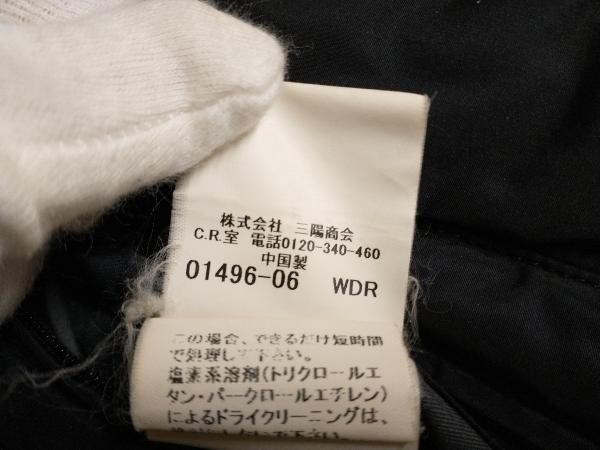 株式会社 三陽商会
C.R.室 電話0120-340-460
中国製
01496-06 WDR
この場合、できるだけ短時間
で処理して下さい。
塩素系溶剤(トリクロールエ
タン・パークロールエチレン)
によるドライクリーニングは、